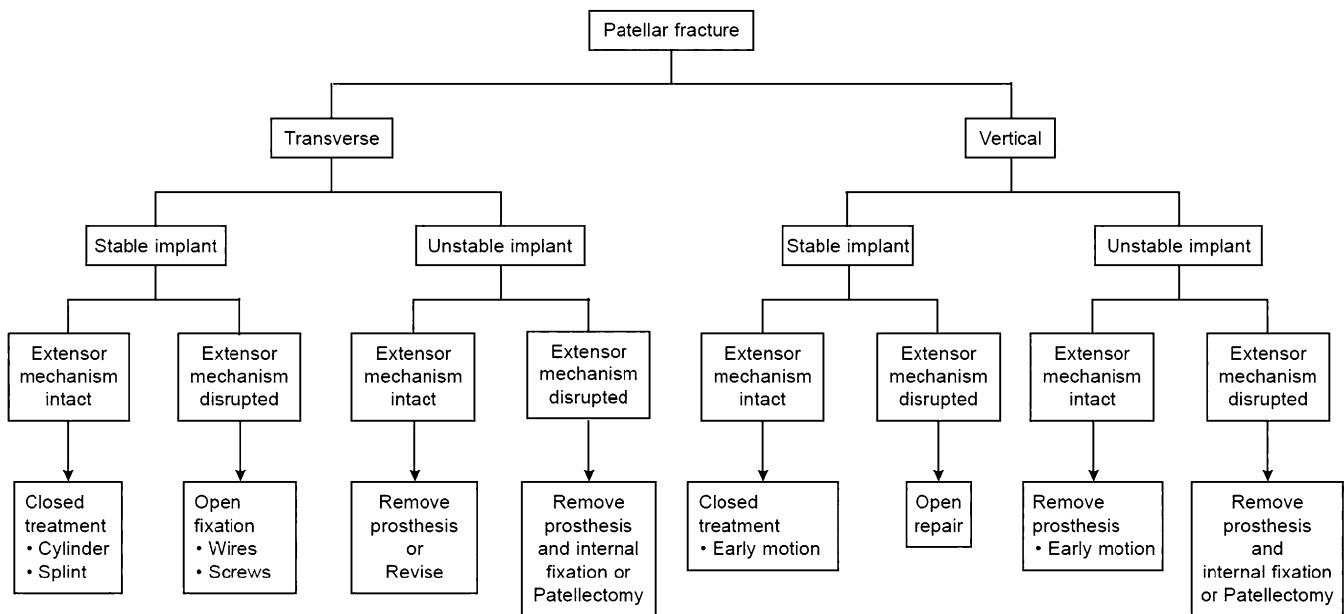 Patellar fracture
Transverse
Vertical
Stable implant
Unstable implant
Stable implant
Unstable implant
Extensor
mechanism
intact
Extensor
mechanism
disrupted
Extensor
mechanism
intact
Extensor
mechanism
disrupted
Extensor
mechanism
intact
Extensor
mechanism
disrupted
Extensor
mechanism
intact
Extensor
mechanism
disrupted
Closed
treatment
• Cylinder
• Splint
Open
fixation
• Wires
• Screws
Remove
prosthesis
or
Revise
Remove
prosthesis
and internal
fixation or
Patellectomy
Closed
treatment
• Early motion
Open
repair
Remove
prosthesis
• Early motion
Remove
prosthesis
and
internal fixation
or Patellectomy